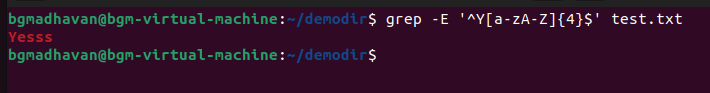 bgmadhavan@bgm-virtual-machine:~/demodir$ grep -E '^Y[a-zA-Z]{4}$' test.txt
Yesss
bgmadhavan@bgm-virtual-machine:~/demodir$